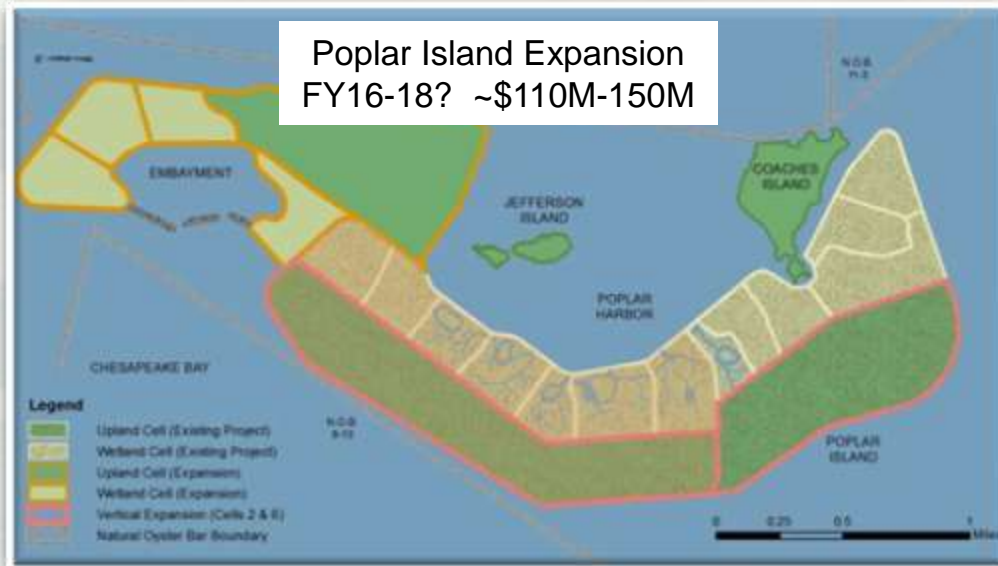 Poplar Island Expansion
FY16-18? ~$110M-150M
N.O.B.
EMBAYMENT
COACHES
ISLAND
JEFFERSON
ISLAND
POPLAR
HARBOR
CHESAPEAKE BAY
Legend
Upland Cell (Existing Project)
Wetland Cell (Existing Project)
Upland Cell (Expansion)
Wetland Cell (Expansion)
Vertical Expansion (Cells 2 & 6)
Natural Oyster Bar Boundary
N.O.B.
POPLAR
ISLAND
0 0.25 0.5 1
Miles